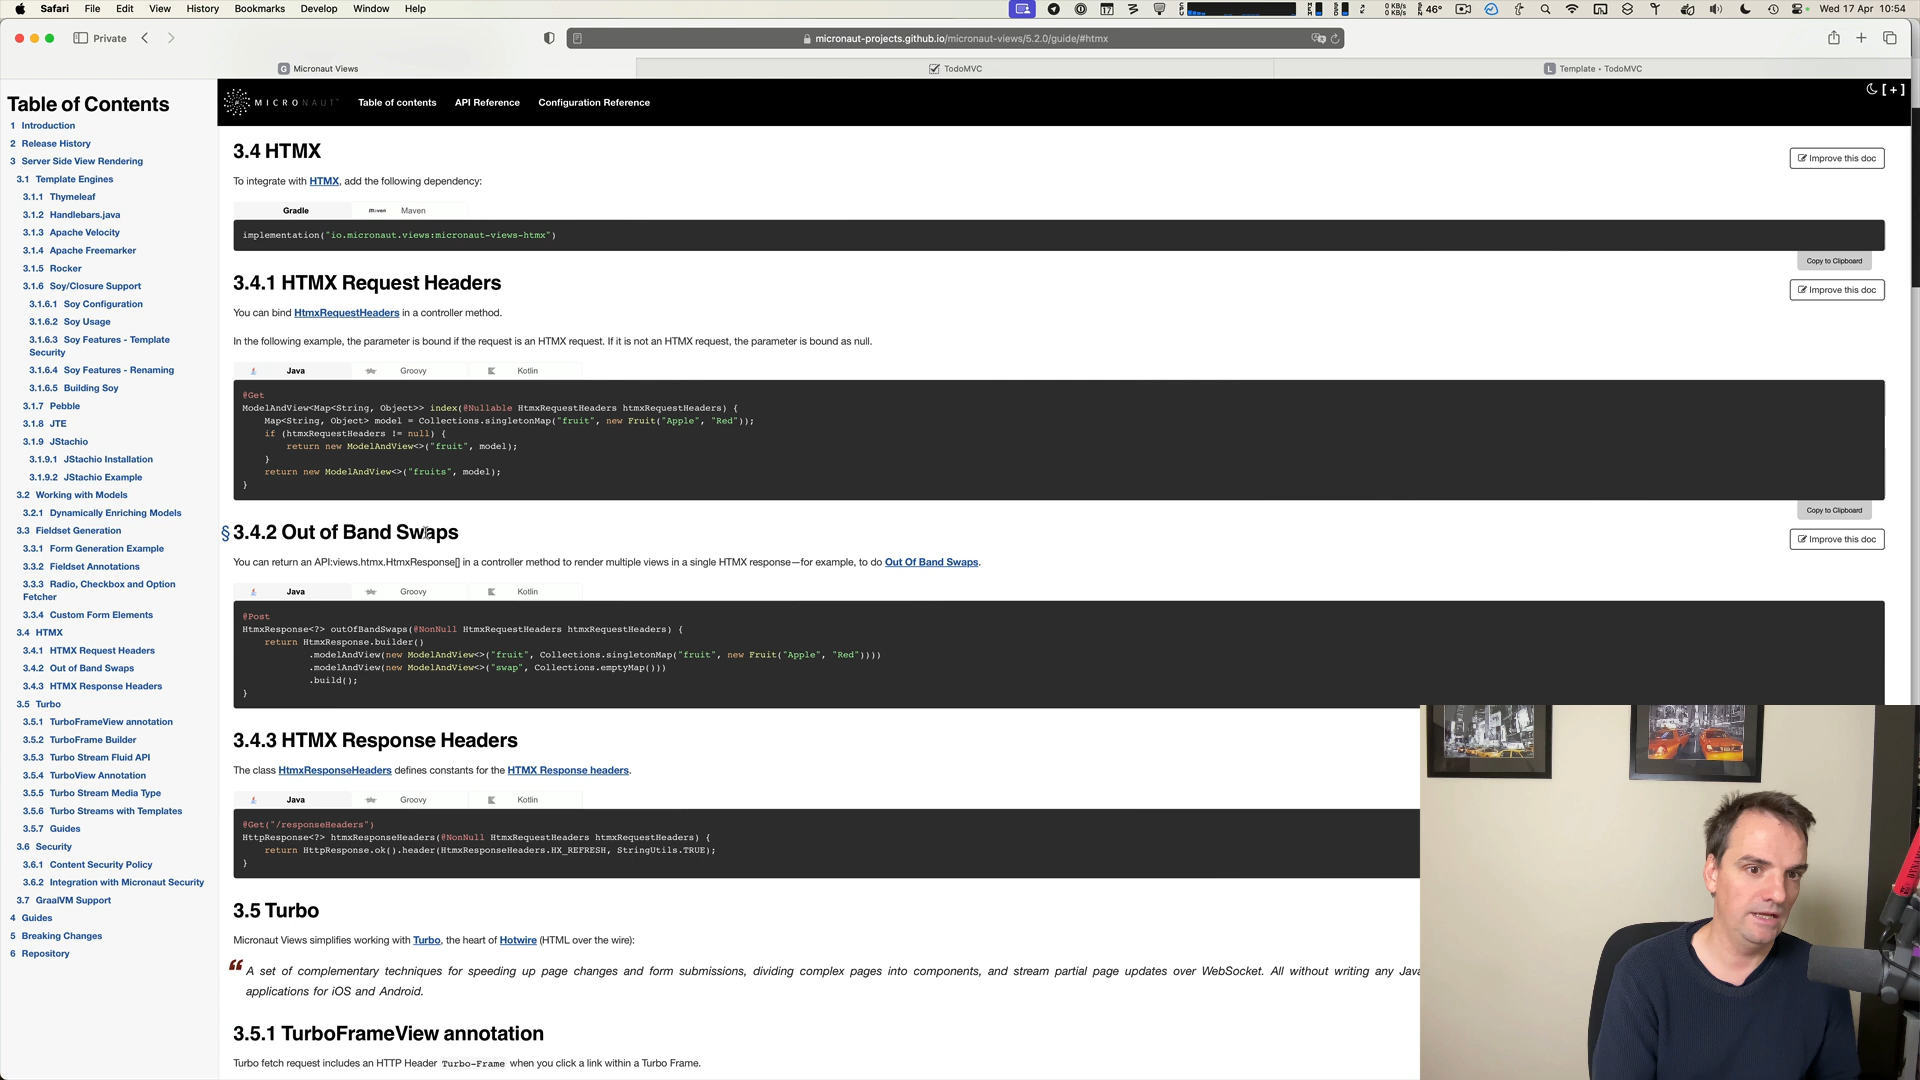 Safari File Edit View History Bookmarks Develop Window Help
0 KB/s
0 KB/s
46°
Wed 17 Apr 10:54
Private
micronaut-projects.github.io/micronaut-views/5.2.0/guide/#htmx
Micronaut Views
TodoMVC
Template • TodoMVC
Table of Contents
1 Introduction
2 Release History
3 Server Side View Rendering
3.1 Template Engines
3.1.1 Thymeleaf
3.1.2 Handlebars.java
3.1.3 Apache Velocity
3.1.4 Apache Freemarker
3.1.5 Rocker
3.1.6 Soy/Closure Support
3.1.6.1 Soy Configuration
3.1.6.2 Soy Usage
3.1.6.3 Soy Features - Template
Security
3.1.6.4 Soy Features - Renaming
3.1.6.5 Building Soy
3.1.7 Pebble
3.1.8 JTE
3.1.9 JStachio
3.1.9.1 JStachio Installation
3.1.9.2 JStachio Example
3.2 Working with Models
3.2.1 Dynamically Enriching Models
3.3 Fieldset Generation
3.3.1 Form Generation Example
3.3.2 Fieldset Annotations
3.3.3 Radio, Checkbox and Option
Fetcher
3.3.4 Custom Form Elements
3.4 HTMX
3.4.1 HTMX Request Headers
3.4.2 Out of Band Swaps
3.4.3 HTMX Response Headers
3.5 Turbo
3.5.1 TurboFrameView annotation
3.5.2 TurboFrame Builder
3.5.3 Turbo Stream Fluid API
3.5.4 TurboView Annotation
3.5.5 Turbo Stream Media Type
3.5.6 Turbo Streams with Templates
3.5.7 Guides
3.6 Security
3.6.1 Content Security Policy
3.6.2 Integration with Micronaut Security
3.7 GraalVM Support
4 Guides
5 Breaking Changes
6 Repository
MICRONAUT
Table of contents
API Reference
Configuration Reference
[ + ]
3.4 HTMX
Improve this doc
To integrate with HTMX, add the following dependency:
Gradle
Maven
implementation("io.micronaut.views:micronaut-views-htmx")
Copy to Clipboard
3.4.1 HTMX Request Headers
Improve this doc
You can bind HtmxRequestHeaders in a controller method.
In the following example, the parameter is bound if the request is an HTMX request. If it is not an HTMX request, the parameter is bound as null.
Java
Groovy
Kotlin
@Get
ModelAndView<Map<String, Object>> index(@Nullable HtmxRequestHeaders htmxRequestHeaders) {
Map<String, Object> model = Collections.singletonMap("fruit", new Fruit("Apple", "Red"));
if (htmxRequestHeaders != null) {
return new ModelAndView<>("fruit", model);
}
return new ModelAndView<>("fruits", model);
}
Copy to Clipboard
§ 3.4.2 Out of Band Swaps
Improve this doc
You can return an API:views.htmx.HtmxResponse[] in a controller method to render multiple views in a single HTMX response—for example, to do Out Of Band Swaps.
Java
Groovy
Kotlin
@Post
HtmxResponse<?> outOfBandSwaps(@NonNull HtmxRequestHeaders htmxRequestHeaders) {
return HtmxResponse.builder()
.modelAndView(new ModelAndView<>("fruit", Collections.singletonMap("fruit", new Fruit("Apple", "Red"))))
.modelAndView(new ModelAndView<>("swap", Collections.emptyMap()))
.build();
}
3.4.3 HTMX Response Headers
The class HtmxResponseHeaders defines constants for the HTMX Response headers.
Java
Groovy
Kotlin
@Get("/responseHeaders")
HttpResponse<?> htmxResponseHeaders(@NonNull HtmxRequestHeaders htmxRequestHeaders) {
return HttpResponse.ok().header(HtmxResponseHeaders.HX_REFRESH, StringUtils.TRUE);
}
3.5 Turbo
Micronaut Views simplifies working with Turbo, the heart of Hotwire (HTML over the wire):
“ A set of complementary techniques for speeding up page changes and form submissions, dividing complex pages into components, and stream partial page updates over WebSocket. All without writing any Java
applications for iOS and Android.
3.5.1 TurboFrameView annotation
Turbo fetch request includes an HTTP Header Turbo-Frame when you click a link within a Turbo Frame.